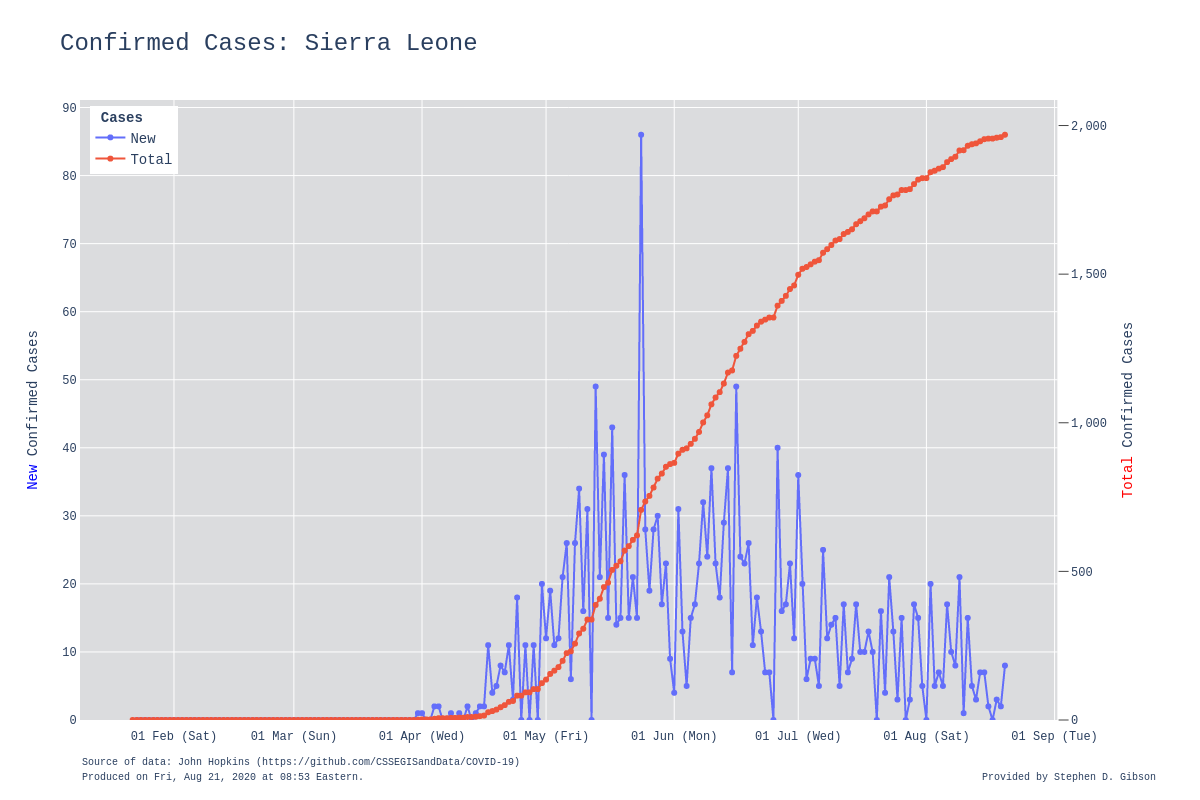 Confirmed Cases: Sierra Leone
Cases
New
Total
90
80
70
60
50
40
30
20
10
0
2,000
1,500
1,000
500
0
New Confirmed Cases
Total Confirmed Cases
01 Feb (Sat)
01 Mar (Sun)
01 Apr (Wed)
01 May (Fri)
01 Jun (Mon)
01 Jul (Wed)
01 Aug (Sat)
01 Sep (Tue)
Source of data: John Hopkins (https://github.com/CSSEGISandData/COVID-19)
Produced on Fri, Aug 21, 2020 at 08:53 Eastern.
Provided by Stephen D. Gibson